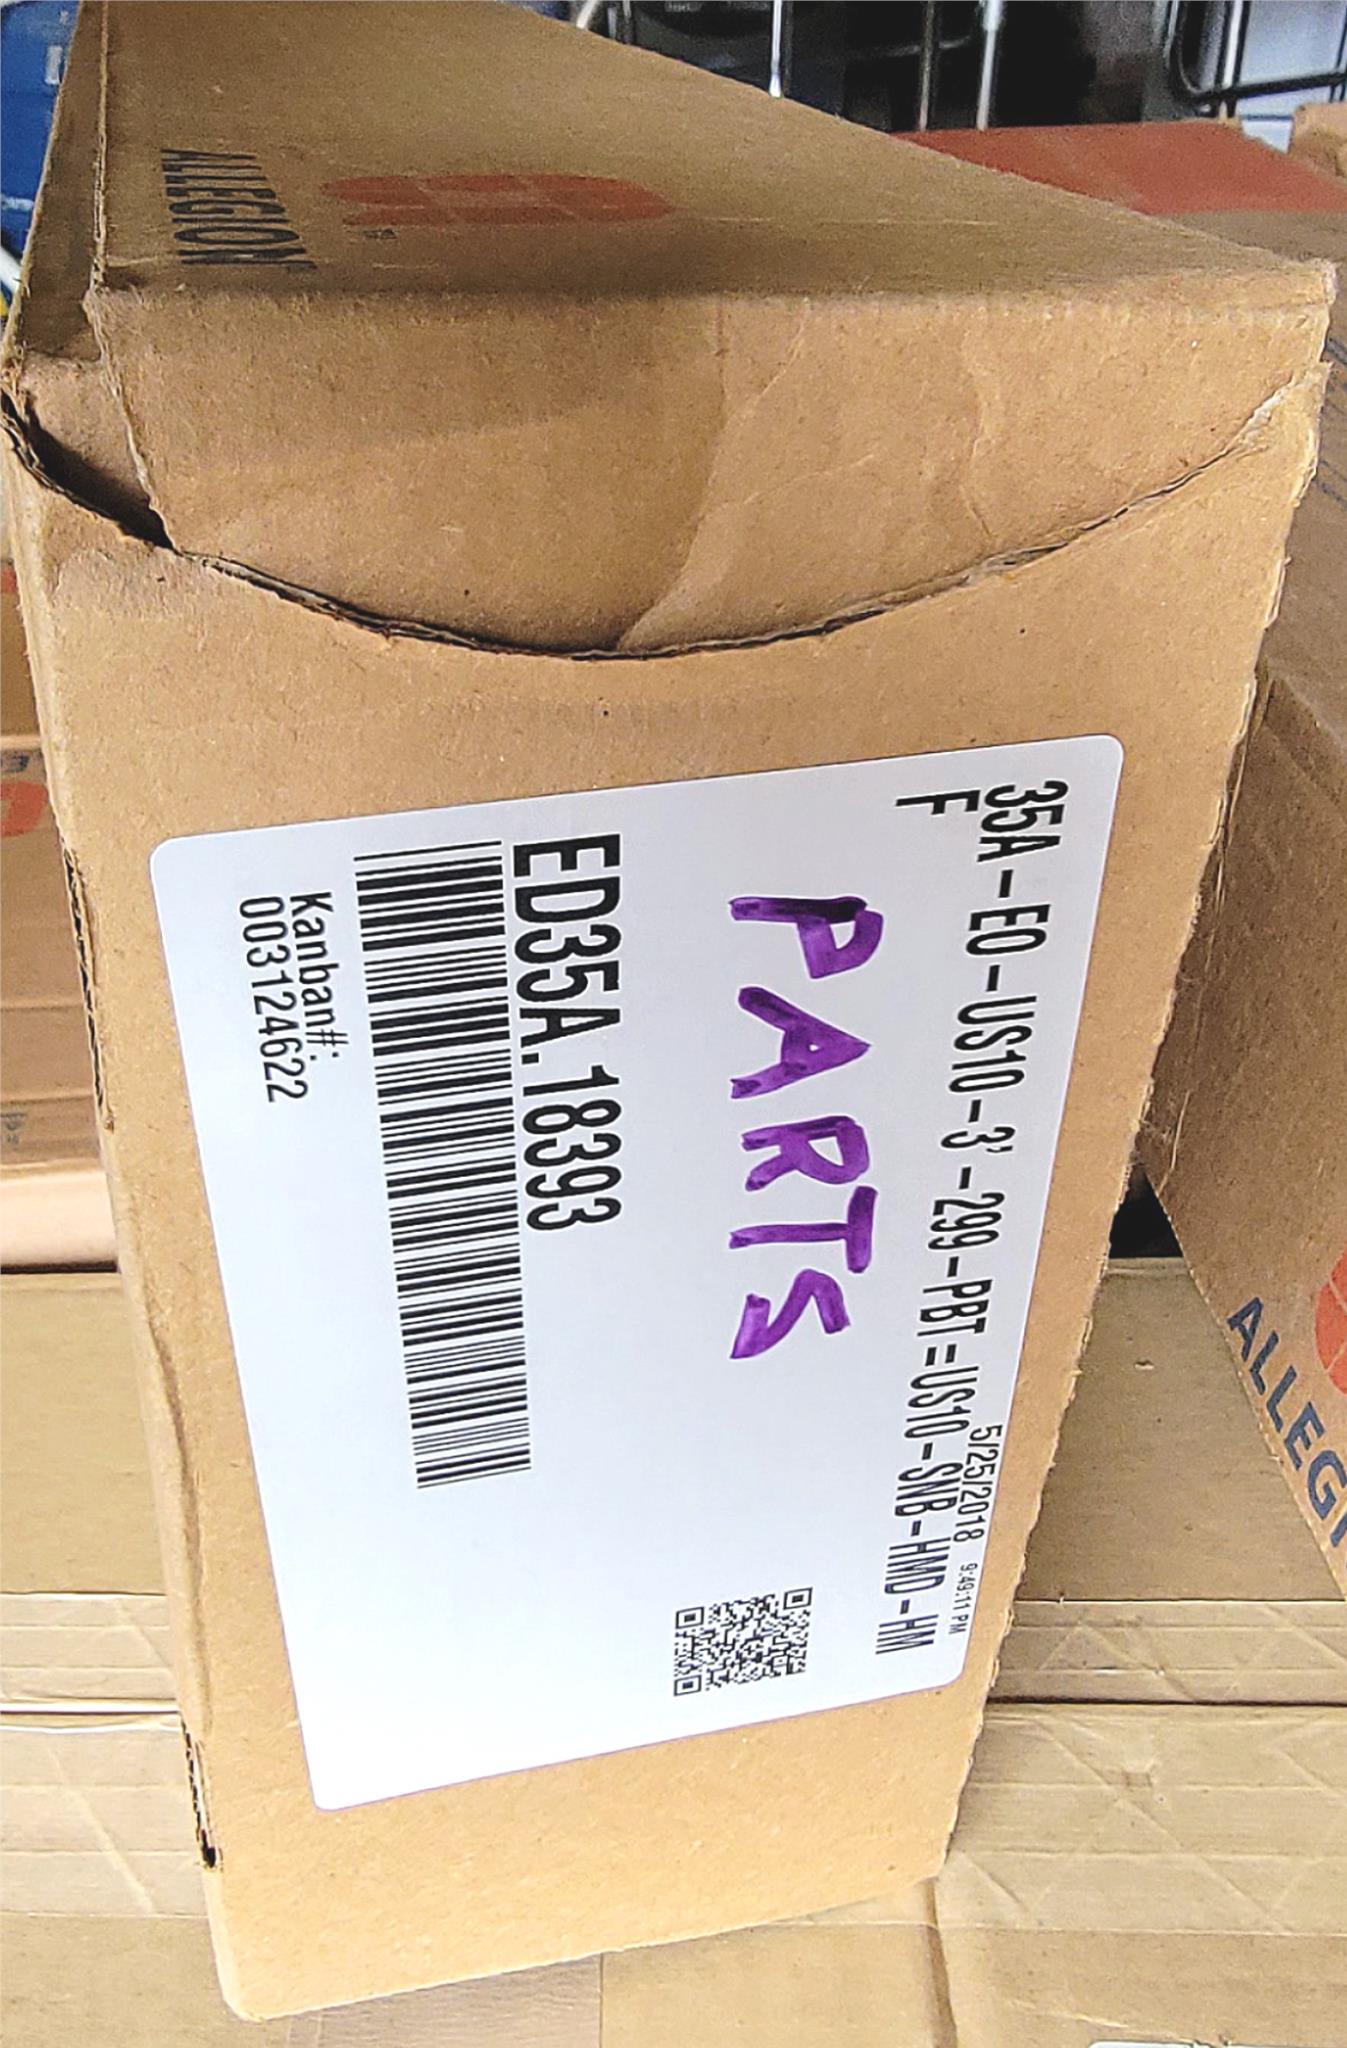 ALLEGION
5/25/2018 9:49:11 PM
35A-EO-US10-3'-299-PBT=US10-SNB-HMD-HM
F
PARTS
ED35A.18393
Kanban#:
003124622
ALLEGI